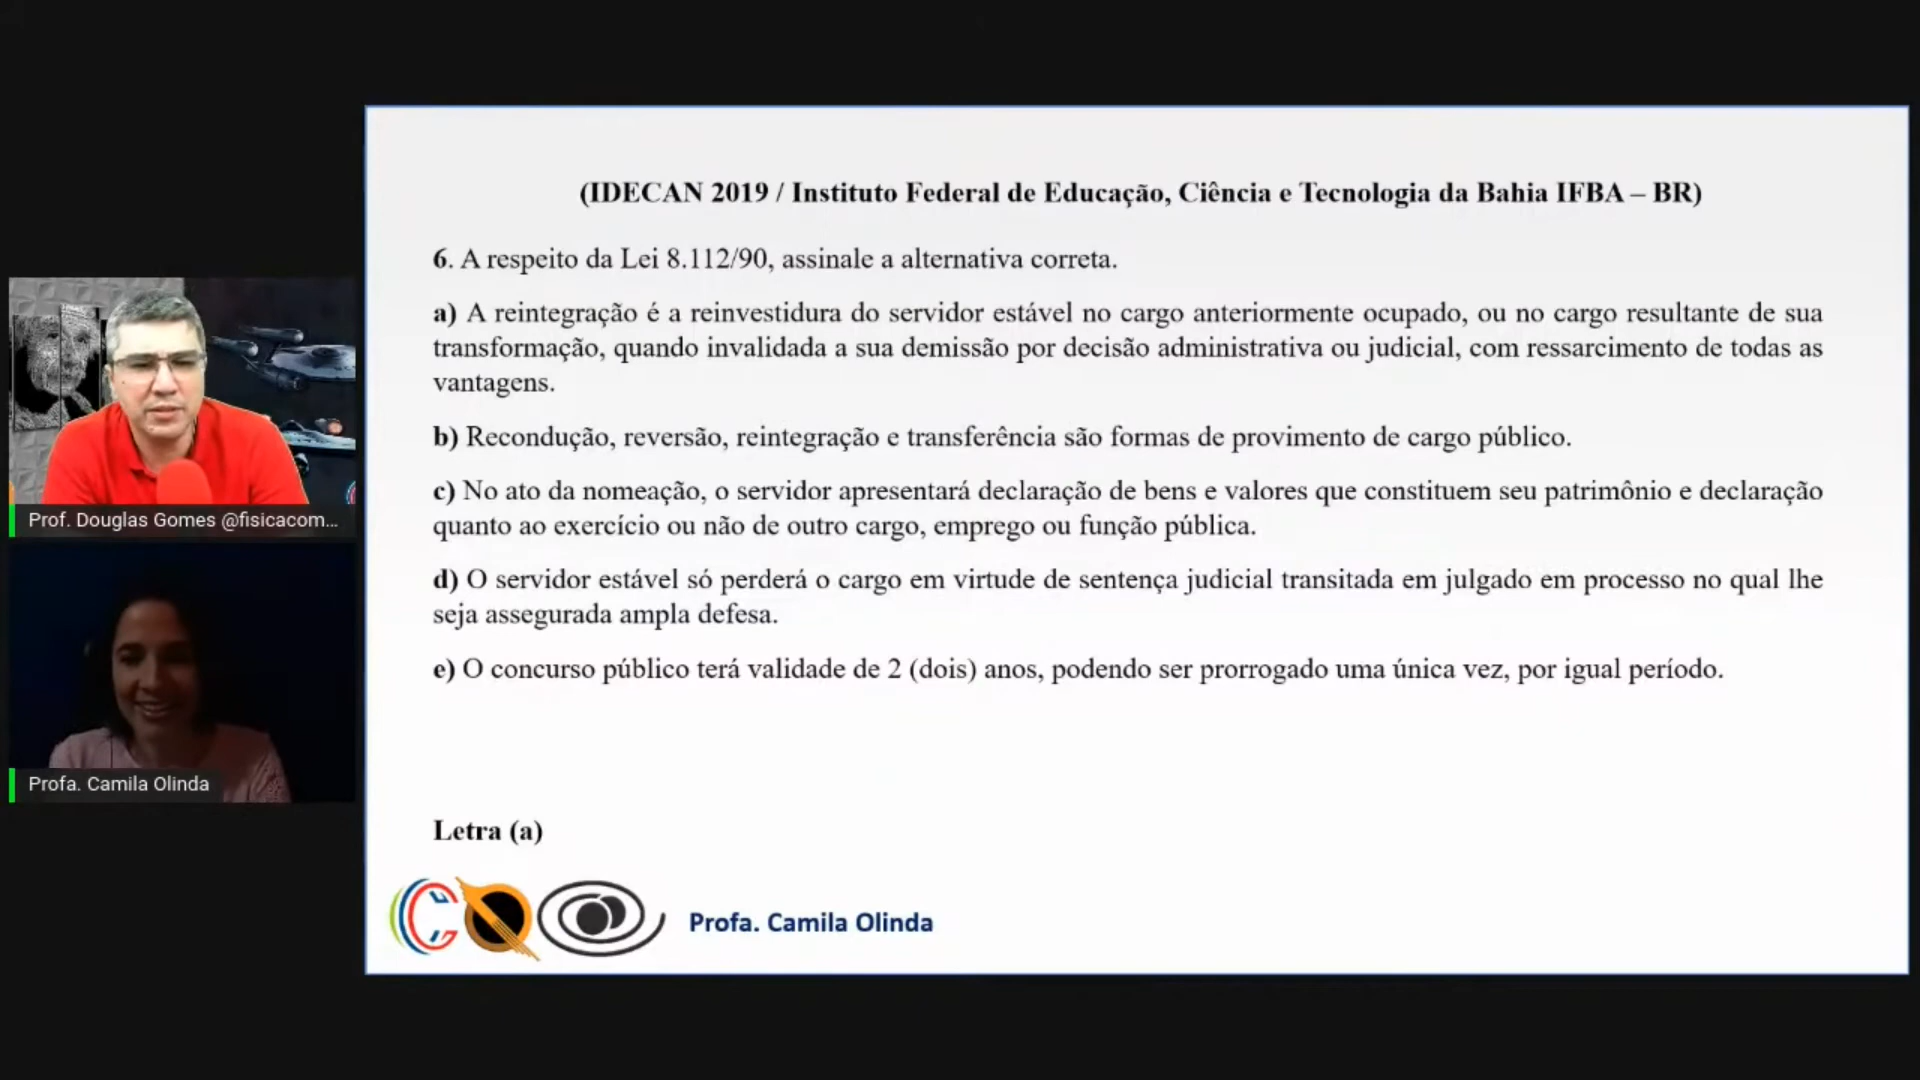 (IDECAN 2019 / Instituto Federal de Educação, Ciência e Tecnologia da Bahia IFBA – BR)
6. A respeito da Lei 8.112/90, assinale a alternativa correta.
a) A reintegração é a reinvestidura do servidor estável no cargo anteriormente ocupado, ou no cargo resultante de sua
transformação, quando invalidada a sua demissão por decisão administrativa ou judicial, com ressarcimento de todas as
vantagens.
b) Recondução, reversão, reintegração e transferência são formas de provimento de cargo público.
c) No ato da nomeação, o servidor apresentará declaração de bens e valores que constituem seu patrimônio e declaração
quanto ao exercício ou não de outro cargo, emprego ou função pública.
d) O servidor estável só perderá o cargo em virtude de sentença judicial transitada em julgado em processo no qual lhe
seja assegurada ampla defesa.
e) O concurso público terá validade de 2 (dois) anos, podendo ser prorrogado uma única vez, por igual período.
Letra (a)
Profa. Camila Olinda
Prof. Douglas Gomes @fisicacom...
Profa. Camila Olinda